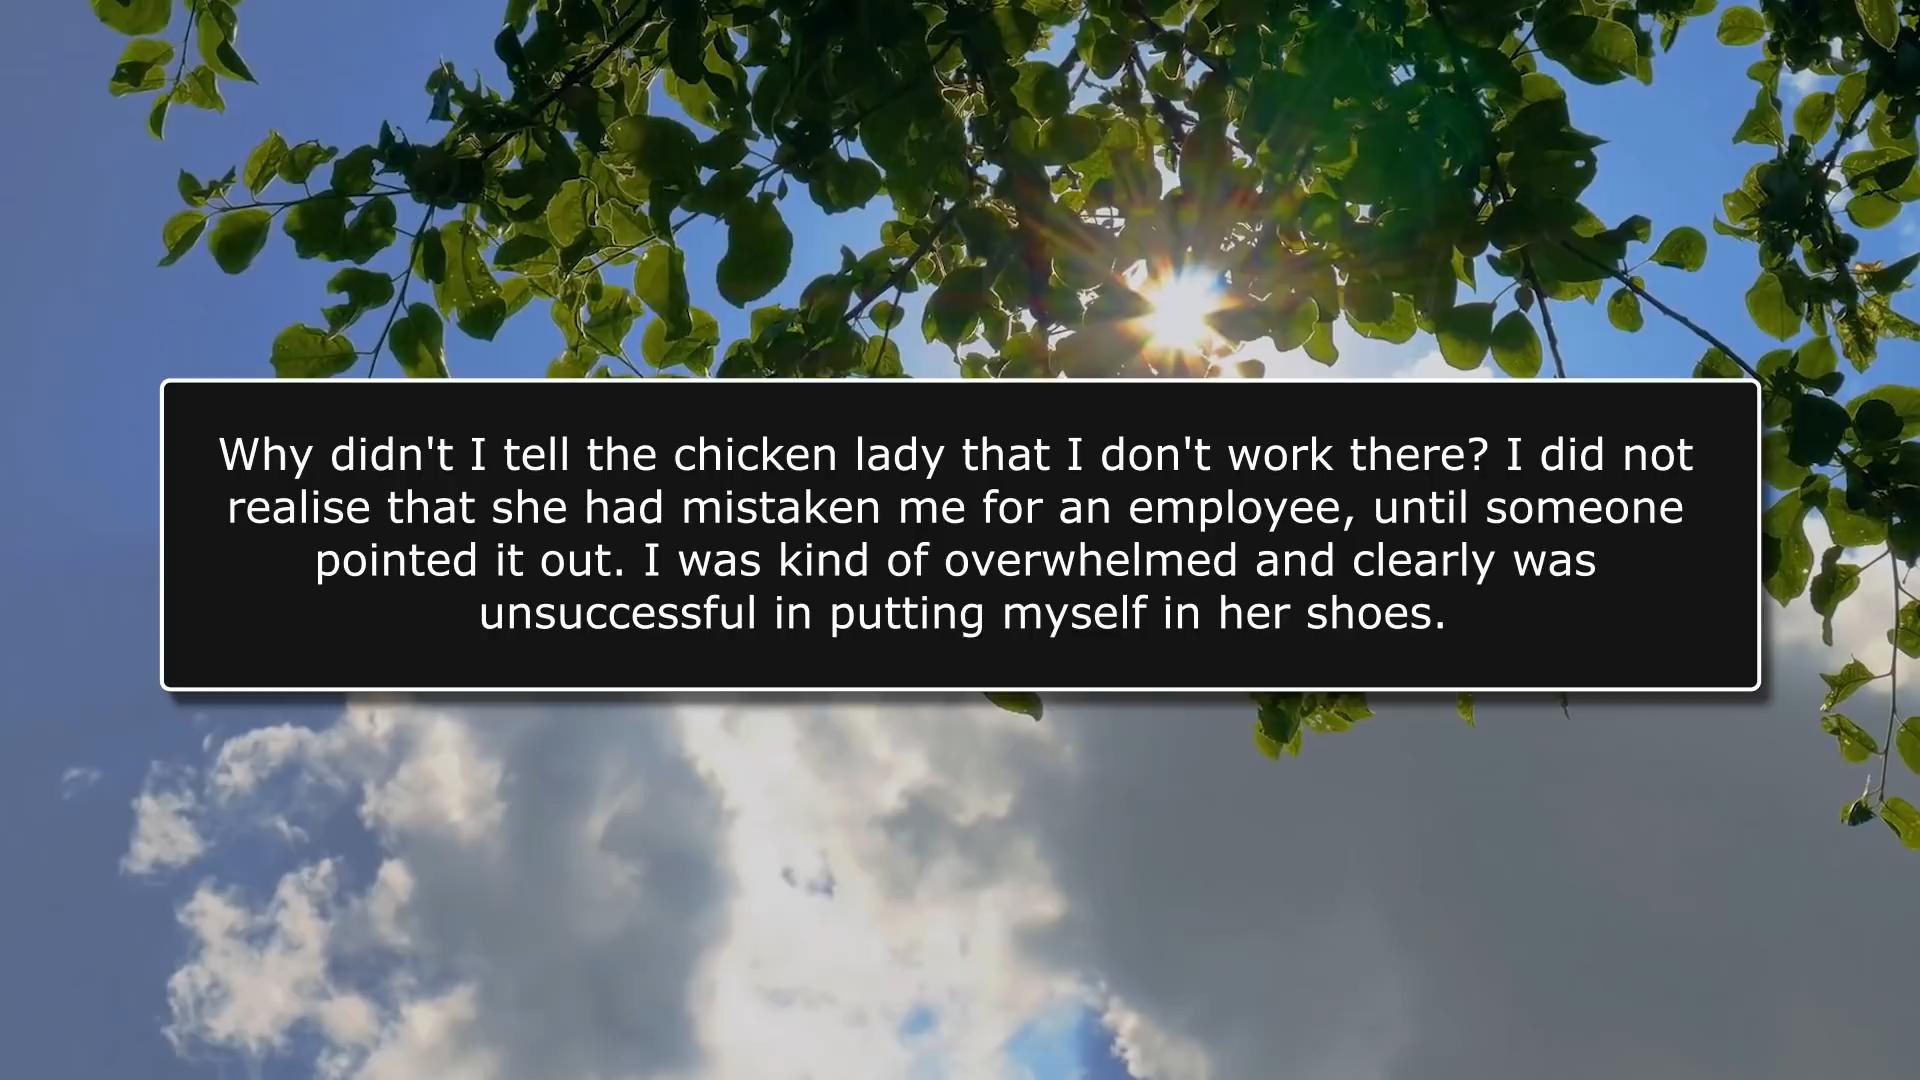 Why didn't I tell the chicken lady that I don't work there? I did not
realise that she had mistaken me for an employee, until someone
pointed it out. I was kind of overwhelmed and clearly was
unsuccessful in putting myself in her shoes.